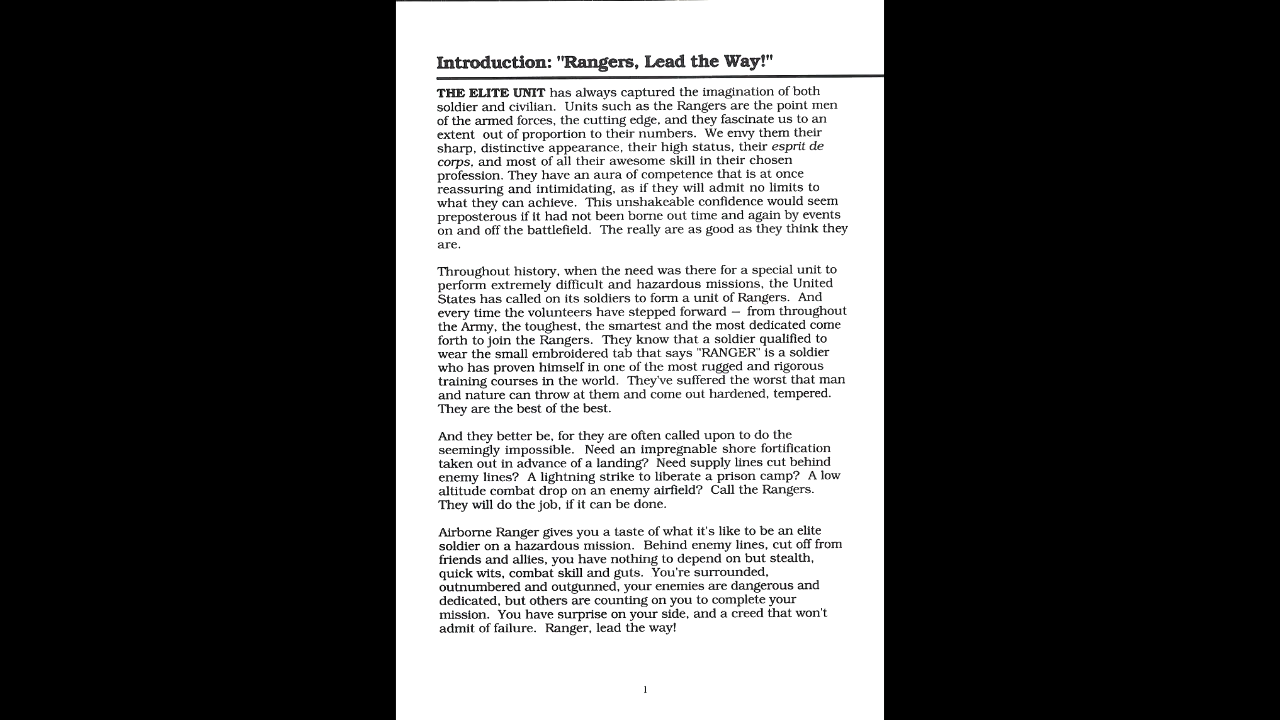 Introduction: "Rangers, Lead the Way!"
THE ELITE UNIT has always captured the imagination of both
soldier and civilian. Units such as the Rangers are the point men
of the armed forces, the cutting edge, and they fascinate us to an
extent out of proportion to their numbers. We envy them their
sharp, distinctive appearance, their high status, their esprit de
corps, and most of all their awesome skill in their chosen
profession. They have an aura of competence that is at once
reassuring and intimidating, as if they will admit no limits to
what they can achieve. This unshakeable confidence would seem
preposterous if it had not been borne out time and again by events
on and off the battlefield. The really are as good as they think they
are.
Throughout history, when the need was there for a special unit to
perform extremely difficult and hazardous missions, the United
States has called on its soldiers to form a unit of Rangers. And
every time the volunteers have stepped forward — from throughout
the Army, the toughest, the smartest and the most dedicated come
forth to join the Rangers. They know that a soldier qualified to
wear the small embroidered tab that says "RANGER" is a soldier
who has proven himself in one of the most rugged and rigorous
training courses in the world. They've suffered the worst that man
and nature can throw at them and come out hardened, tempered.
They are the best of the best.
And they better be, for they are often called upon to do the
seemingly impossible. Need an impregnable shore fortification
taken out in advance of a landing? Need supply lines cut behind
enemy lines? A lightning strike to liberate a prison camp? A low
altitude combat drop on an enemy airfield? Call the Rangers.
They will do the job, if it can be done.
Airborne Ranger gives you a taste of what it's like to be an elite
soldier on a hazardous mission. Behind enemy lines, cut off from
friends and allies, you have nothing to depend on but stealth,
quick wits, combat skill and guts. You're surrounded,
outnumbered and outgunned, your enemies are dangerous and
dedicated, but others are counting on you to complete your
mission. You have surprise on your side, and a creed that won't
admit of failure. Ranger, lead the way!
1